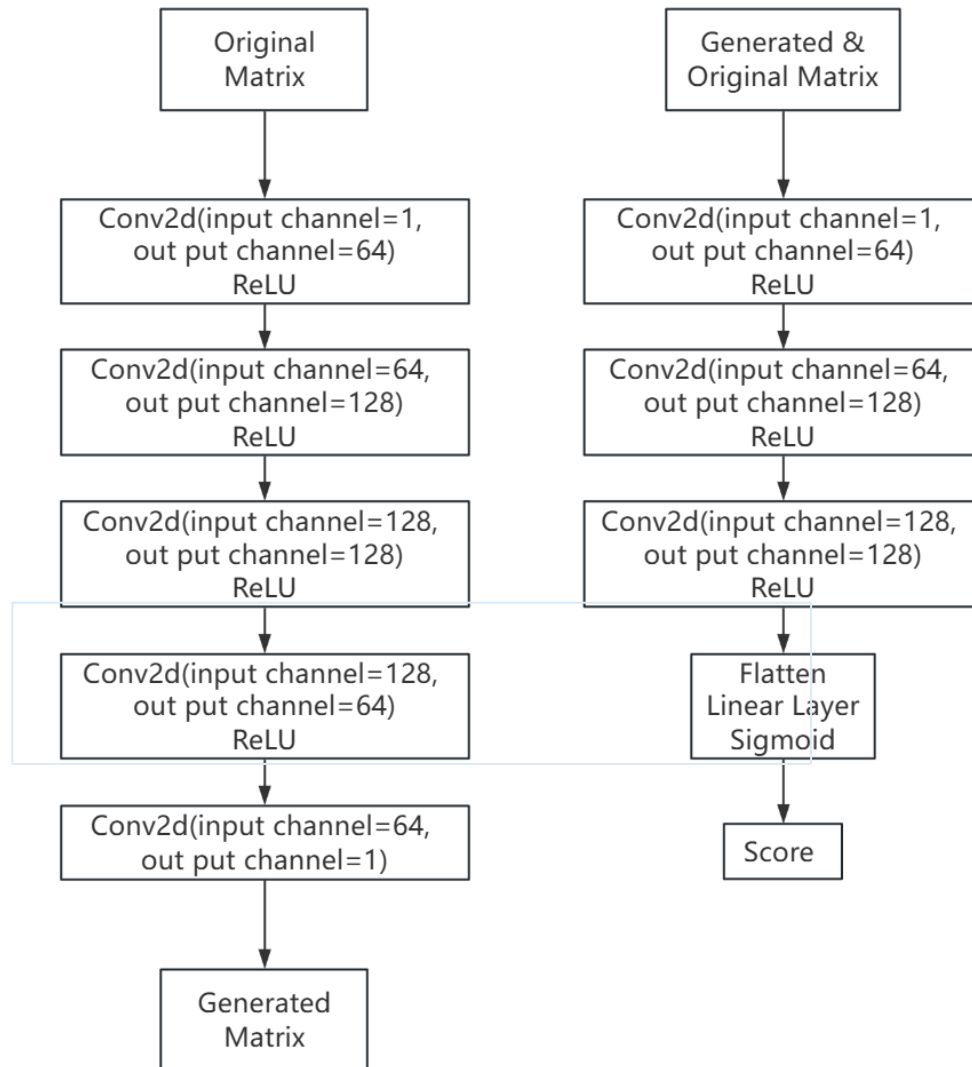 Original
Matrix
Conv2d(input channel=1,
out put channel=64)
ReLU
Conv2d(input channel=64,
out put channel=128)
ReLU
Conv2d(input channel=128,
out put channel=128)
ReLU
Conv2d(input channel=128,
out put channel=64)
ReLU
Conv2d(input channel=64,
out put channel=1)
Generated
Matrix
Generated &
Original Matrix
Conv2d(input channel=1,
out put channel=64)
ReLU
Conv2d(input channel=64,
out put channel=128)
ReLU
Conv2d(input channel=128,
out put channel=128)
ReLU
Flatten
Linear Layer
Sigmoid
Score